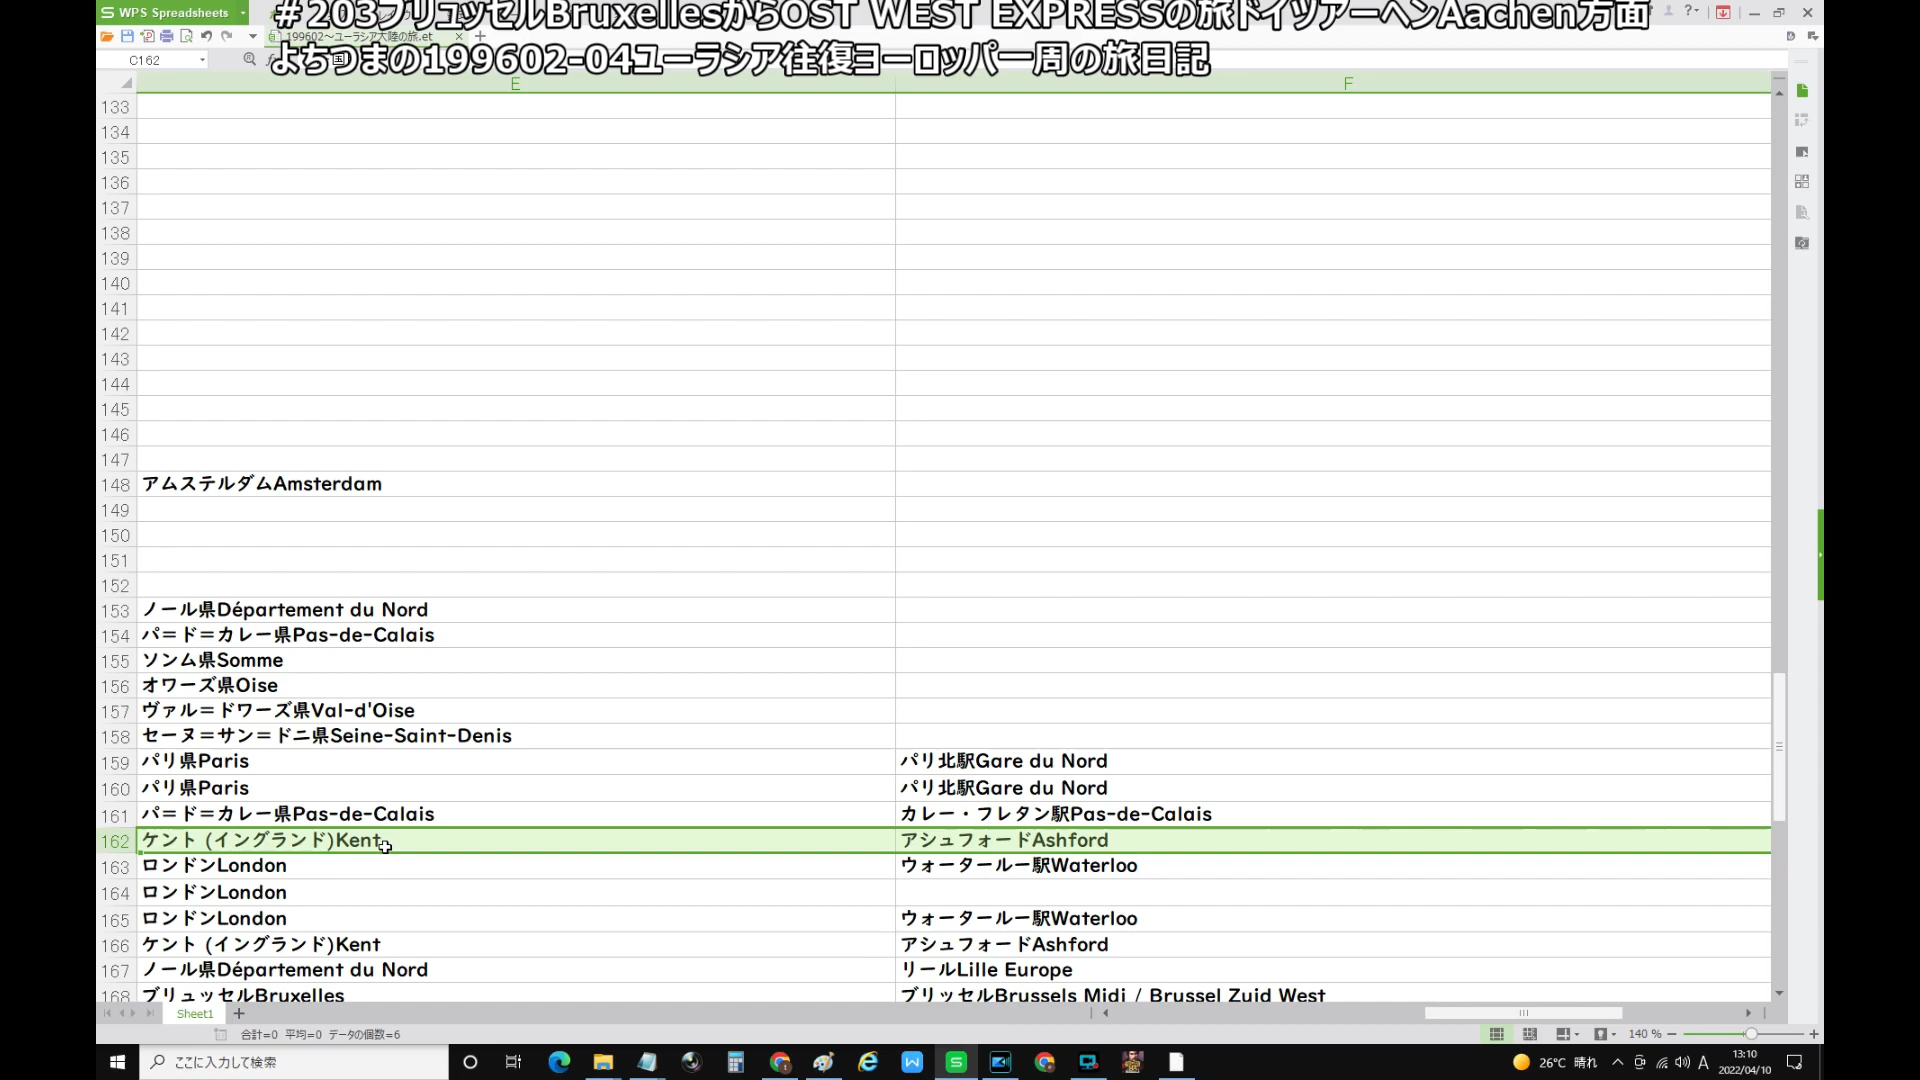 #203ブリュッセルBruxellesからOST WEST EXPRESSの旅ドイツアーヘンAachen方面
よちつまの199602-04ユーラシア往復ヨーロッパ一周の旅日記
WPS Spreadsheets
199602～ユーラシア大陸の旅.et
C162
E F
133
134
135
136
137
138
139
140
141
142
143
144
145
146
147
148 アムステルダムAmsterdam
149
150
151
152
153 ノール県Département du Nord
154 パ=ド=カレー県Pas-de-Calais
155 ソンム県Somme
156 オワーズ県Oise
157 ヴァル=ドワーズ県Val-d'Oise
158 セーヌ=サン=ドニ県Seine-Saint-Denis
159 パリ県Paris パリ北駅Gare du Nord
160 パリ県Paris パリ北駅Gare du Nord
161 パ=ド=カレー県Pas-de-Calais カレー・フレタン駅Pas-de-Calais
162 ケント (イングランド)Kent アシュフォードAshford
163 ロンドンLondon ウォータールー駅Waterloo
164 ロンドンLondon
165 ロンドンLondon ウォータールー駅Waterloo
166 ケント (イングランド)Kent アシュフォードAshford
167 ノール県Département du Nord リールLille Europe
168 ブリュッセルBruxelles ブリッセルBrussels Midi / Brussel Zuid West
Sheet1
合計=0 平均=0 データの個数=6
140 %
ここに入力して検索
26°C 晴れ
A
13:10
2022/04/10